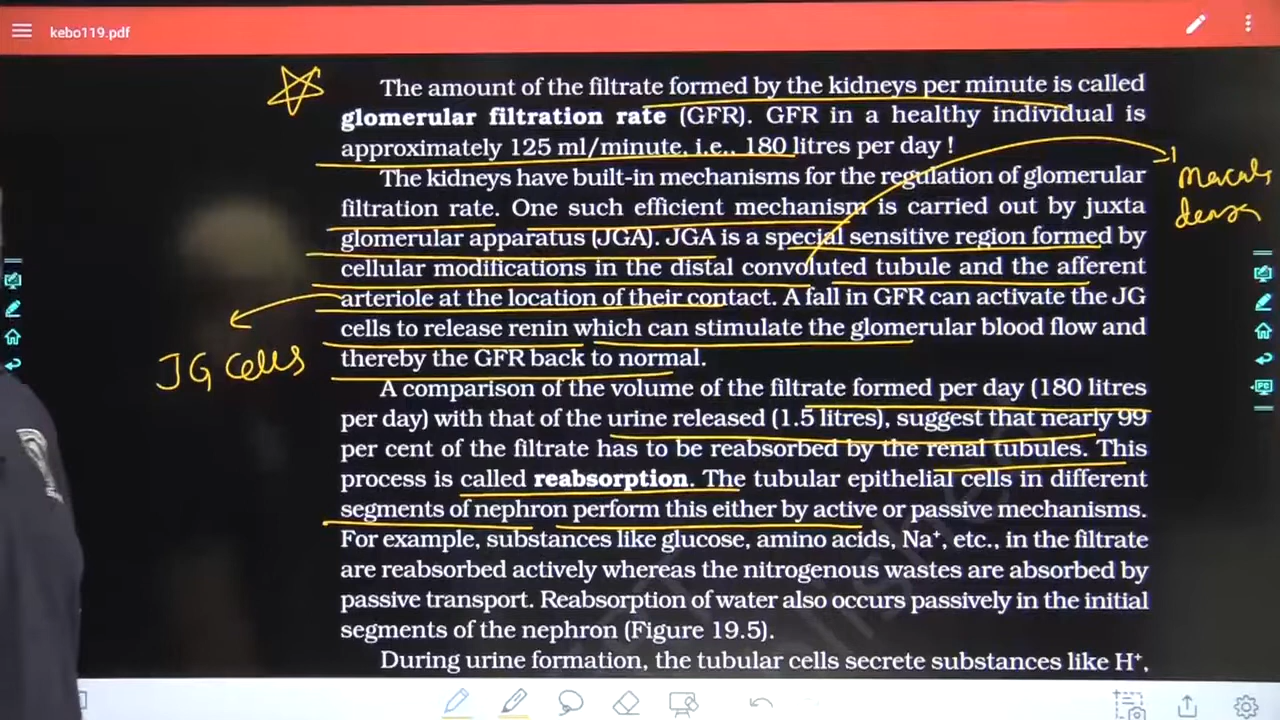 kebo119.pdf
The amount of the filtrate formed by the kidneys per minute is called
glomerular filtration rate (GFR). GFR in a healthy individual is
approximately 125 ml/minute, i.e., 180 litres per day !
The kidneys have built-in mechanisms for the regulation of glomerular
filtration rate. One such efficient mechanism is carried out by juxta
glomerular apparatus (JGA). JGA is a special sensitive region formed by
cellular modifications in the distal convoluted tubule and the afferent
arteriole at the location of their contact. A fall in GFR can activate the JG
cells to release renin which can stimulate the glomerular blood flow and
thereby the GFR back to normal.
Macula
densa
JG cells
A comparison of the volume of the filtrate formed per day (180 litres
per day) with that of the urine released (1.5 litres), suggest that nearly 99
per cent of the filtrate has to be reabsorbed by the renal tubules. This
process is called reabsorption. The tubular epithelial cells in different
segments of nephron perform this either by active or passive mechanisms.
For example, substances like glucose, amino acids, Na⁺, etc., in the filtrate
are reabsorbed actively whereas the nitrogenous wastes are absorbed by
passive transport. Reabsorption of water also occurs passively in the initial
segments of the nephron (Figure 19.5).
During urine formation, the tubular cells secrete substances like H⁺,